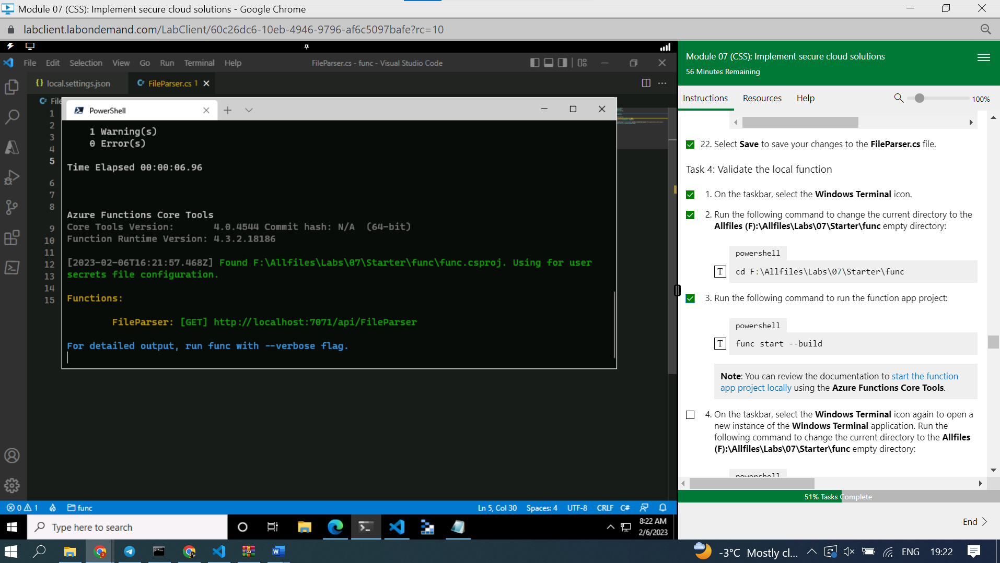 Module 07 (CSS): Implement secure cloud solutions - Google Chrome
labclient.labondemand.com/LabClient/60c26dc6-10eb-4946-9796-af6c5097bafe?rc=10
File Edit Selection View Go Run Terminal Help
FileParser.cs - func - Visual Studio Code
{} local.settings.json
C# FileParser.cs 1
C# File
1
2
3
4
5
6
7
8
9
10
11
12
13
14
15
PowerShell
1 Warning(s)
0 Error(s)
Time Elapsed 00:00:06.96
Azure Functions Core Tools
Core Tools Version: 4.0.4544 Commit hash: N/A (64-bit)
Function Runtime Version: 4.3.2.18186
[2023-02-06T16:21:57.468Z] Found F:\Allfiles\Labs\07\Starter\func\func.csproj. Using for user
secrets file configuration.
Functions:
FileParser: [GET] http://localhost:7071/api/FileParser
For detailed output, run func with --verbose flag.
0 1 func
Ln 5, Col 30 Spaces: 4 UTF-8 CRLF C#
Type here to search
8:22 AM
2/6/2023
Module 07 (CSS): Implement secure cloud solutions
56 Minutes Remaining
Instructions Resources Help 100%
22. Select Save to save your changes to the FileParser.cs file.
Task 4: Validate the local function
1. On the taskbar, select the Windows Terminal icon.
2. Run the following command to change the current directory to the
Allfiles (F):\Allfiles\Labs\07\Starter\func empty directory:
powershell
T cd F:\Allfiles\Labs\07\Starter\func
3. Run the following command to run the function app project:
powershell
T func start --build
Note: You can review the documentation to start the function
app project locally using the Azure Functions Core Tools.
4. On the taskbar, select the Windows Terminal icon again to open a
new instance of the Windows Terminal application. Run the
following command to change the current directory to the Allfiles
(F):\Allfiles\Labs\07\Starter\func empty directory:
powershell
51% Tasks Complete
End
-3°C Mostly cl... ENG 19:22